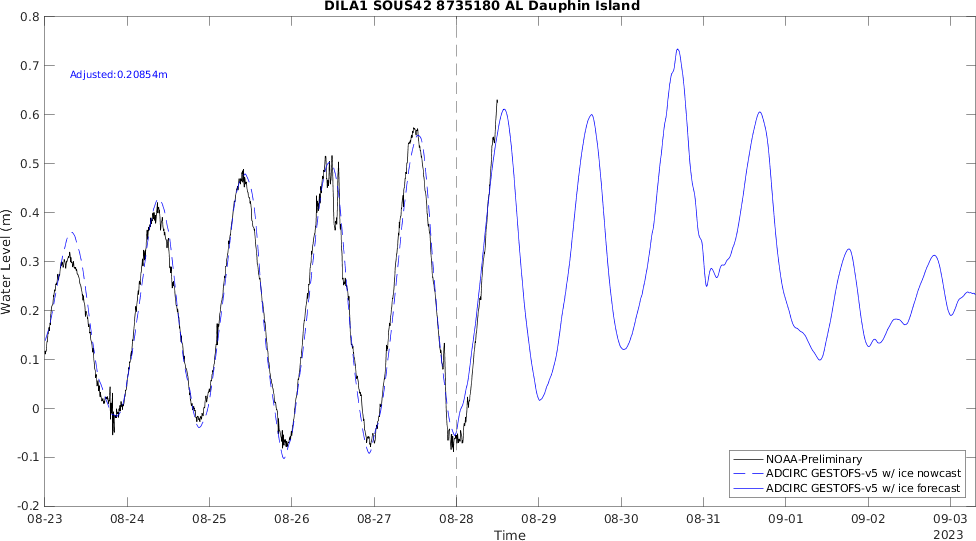 DILA1 SOUS42 8735180 AL Dauphin Island
Adjusted:0.20854m
Water Level (m)
0.8
0.7
0.6
0.5
0.4
0.3
0.2
0.1
0
-0.1
-0.2
NOAA-Preliminary
ADCIRC GESTOFS-v5 w/ ice nowcast
ADCIRC GESTOFS-v5 w/ ice forecast
08-23 08-24 08-25 08-26 08-27 08-28 08-29 08-30 08-31 09-01 09-02 09-03
Time
2023